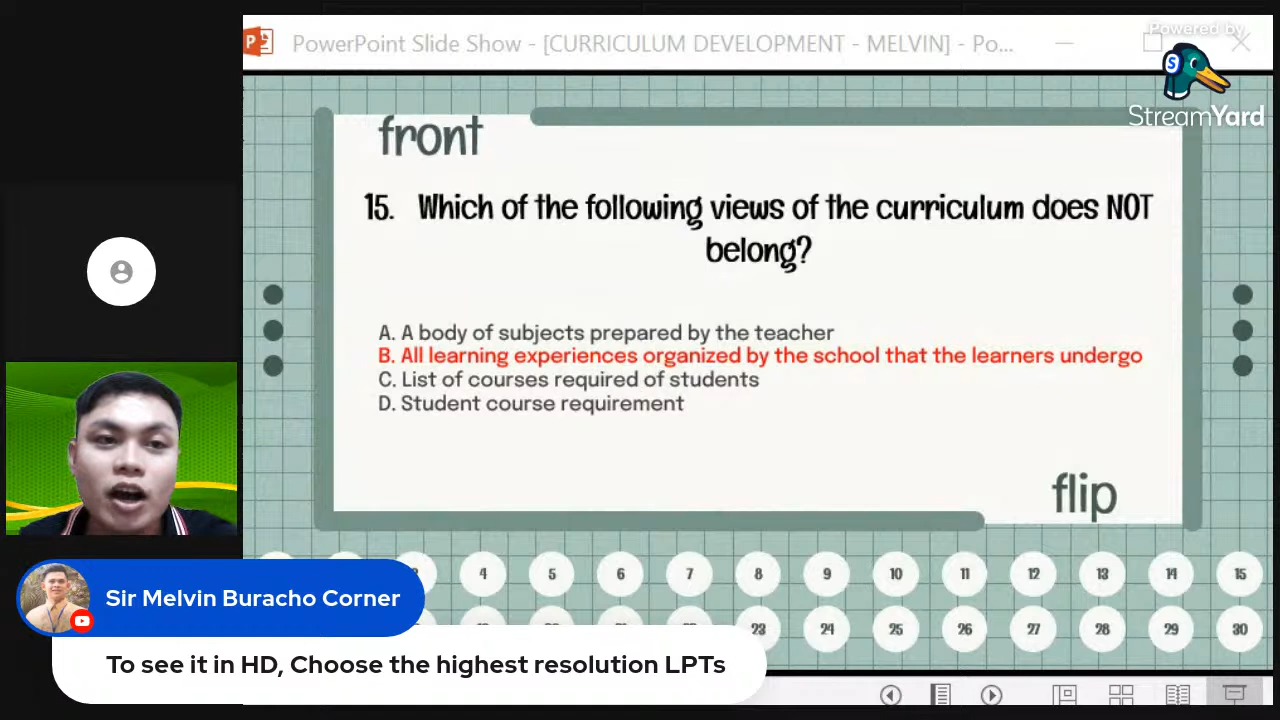 PowerPoint Slide Show - [CURRICULUM DEVELOPMENT - MELVIN] - Po...
Powered by
S
StreamYard
front
15. Which of the following views of the curriculum does NOT
belong?
A. A body of subjects prepared by the teacher
B. All learning experiences organized by the school that the learners undergo
C. List of courses required of students
D. Student course requirement
flip
4 5 6 7 8 9 10 11 12 13 14 15
23 24 25 26 27 28 29 30
Sir Melvin Buracho Corner
To see it in HD, Choose the highest resolution LPTs